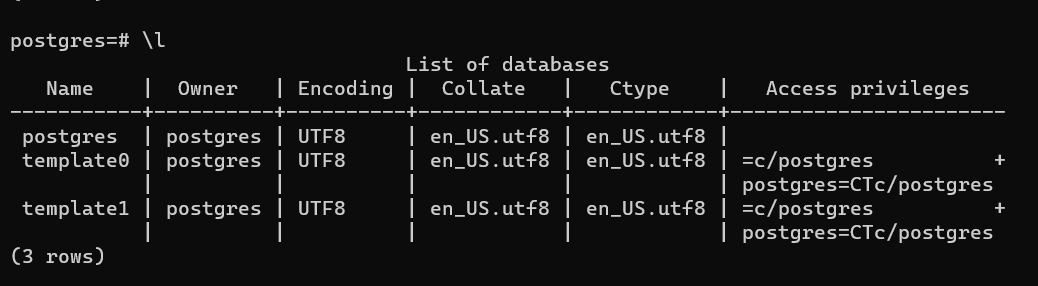 postgres=# \l
                                 List of databases
   Name    |  Owner   | Encoding |  Collate   |   Ctype    |   Access privileges
-----------+----------+----------+------------+------------+-----------------------
 postgres  | postgres | UTF8     | en_US.utf8 | en_US.utf8 |
 template0 | postgres | UTF8     | en_US.utf8 | en_US.utf8 | =c/postgres          +
           |          |          |            |            | postgres=CTc/postgres
 template1 | postgres | UTF8     | en_US.utf8 | en_US.utf8 | =c/postgres          +
           |          |          |            |            | postgres=CTc/postgres
(3 rows)